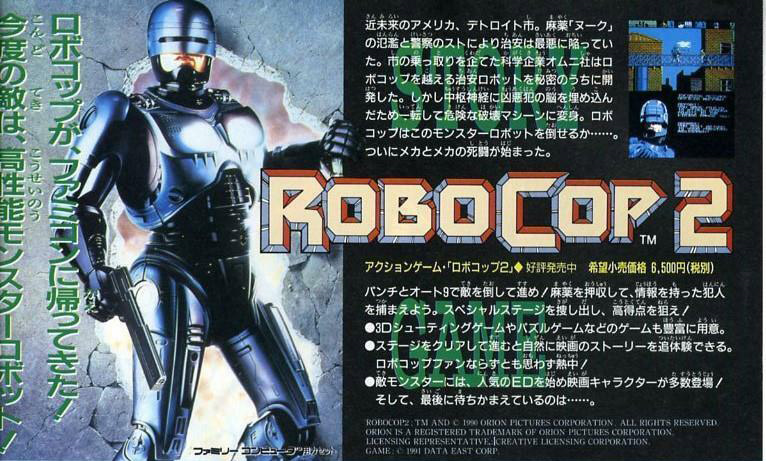 ロボコップが、ファミコンに帰ってきた!
今度の敵は、高性能モンスターロボット!
近未来のアメリカ、デトロイト市。麻薬「ヌーク」
の氾濫と警察のストにより治安は最悪に陥ってい
た。市の乗っ取りを企てた科学企業オムニ社はロ
ボコップを越える治安ロボットを秘密のうちに開
発した。しかし中枢神経に凶悪犯の脳を埋め込ん
だため一転して危険な破壊マシーンに変身。ロボ
コップはこのモンスターロボットを倒せるか……。
ついにメカとメカの死闘が始まった。
STORY
ROBOCOP 2 TM
アクションゲーム・「ロボコップ2」◆好評発売中 希望小売価格 6,500円(税別)
GAME
パンチとオート9で敵を倒して進め!麻薬を押収して、情報を持った犯人
を捕まえよう。スペシャルステージを捜し出し、高得点を狙え!
●3Dシューティングゲームやパズルゲームなどのゲームも豊富に用意。
●ステージをクリアして進むと自然に映画のストーリーを追体験できる。
ロボコップファンならずとも思わず熱中!
●敵モンスターには、人気のEDを始め映画キャラクターが多数登場!
そして、最後に待ちかまえているのは……。
ROBOCOP2: TM AND © 1990 ORION PICTURES CORPORATION. ALL RIGHTS RESERVED.
ORION IS A REGISTERED TRADEMARK OF ORION PICTURES CORPORATION.
LICENSING REPRESENTATIVE, CREATIVE LICENSING CORPORATION.
GAME: © 1991 DATA EAST CORP.
ファミリーコンピュータ用カセット